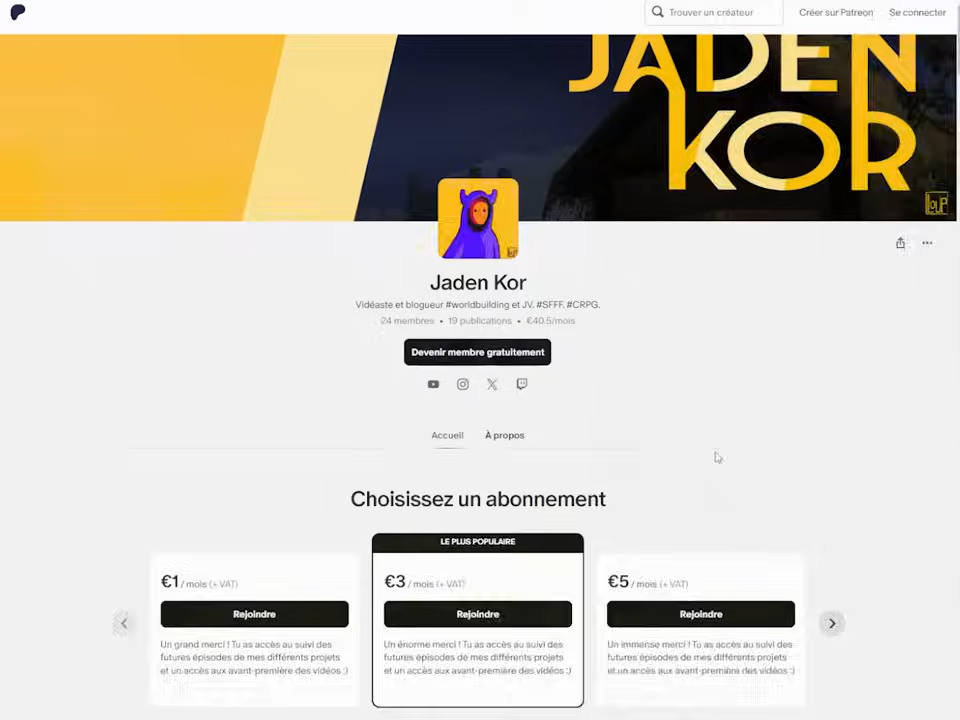 Trouver un créateur
Créer sur Patreon
Se connecter
JADEN
KOR
LOUP
Jaden Kor
Vidéaste et blogueur #worldbuilding et JV. #SFFF. #CRPG.
24 membres • 19 publications • €40.5/mois
Devenir membre gratuitement
Accueil
À propos
Choisissez un abonnement
€1 / mois (+ VAT)
Rejoindre
Un grand merci ! Tu as accès au suivi des
futures épisodes de mes différents projets
et un accès aux avant-première des vidéos :)
LE PLUS POPULAIRE
€3 / mois (+ VAT)
Rejoindre
Un énorme merci ! Tu as accès au suivi des
futures épisodes de mes différents projets
et un accès aux avant-première des vidéos :)
€5 / mois (+ VAT)
Rejoindre
Un immense merci ! Tu as accès au suivi des
futures épisodes de mes différents projets
et un accès aux avant-première des vidéos :)